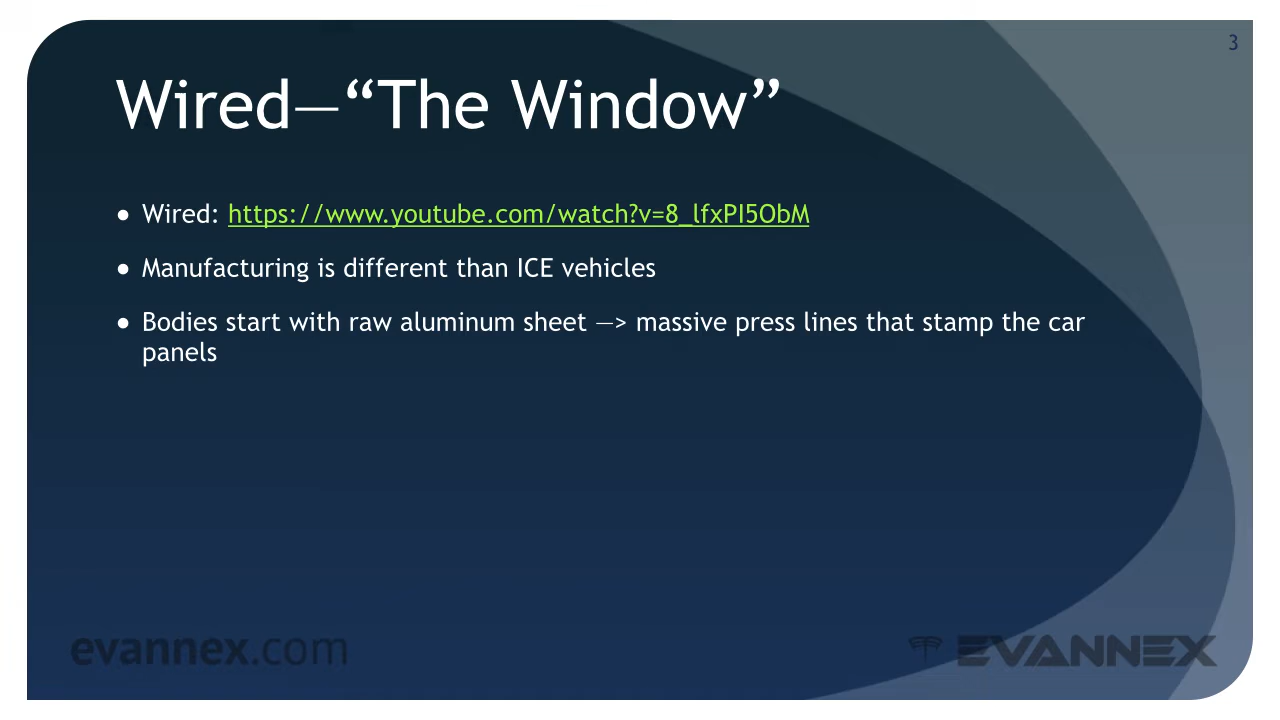 3
Wired—“The Window”
● Wired: https://www.youtube.com/watch?v=8_lfxPI5ObM
● Manufacturing is different than ICE vehicles
● Bodies start with raw aluminum sheet —> massive press lines that stamp the car
panels
evannex.com
EVANNEX